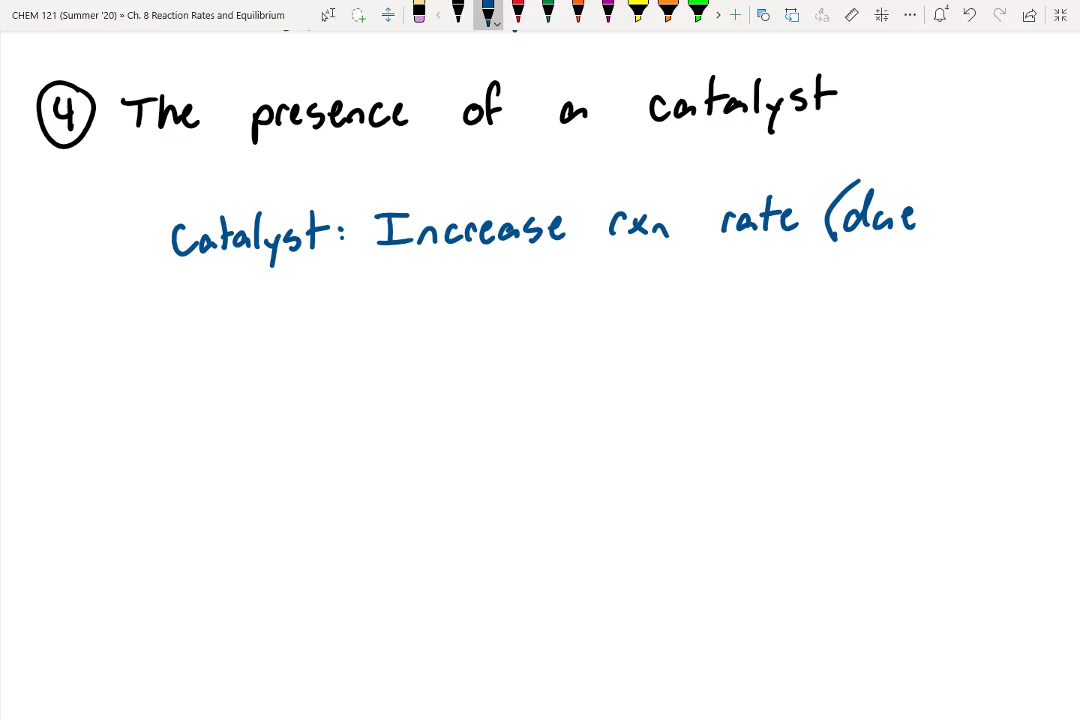 CHEM 121 (Summer '20) » Ch. 8 Reaction Rates and Equilibrium
④ The presence of a catalyst
Catalyst: Increase rxn rate (due